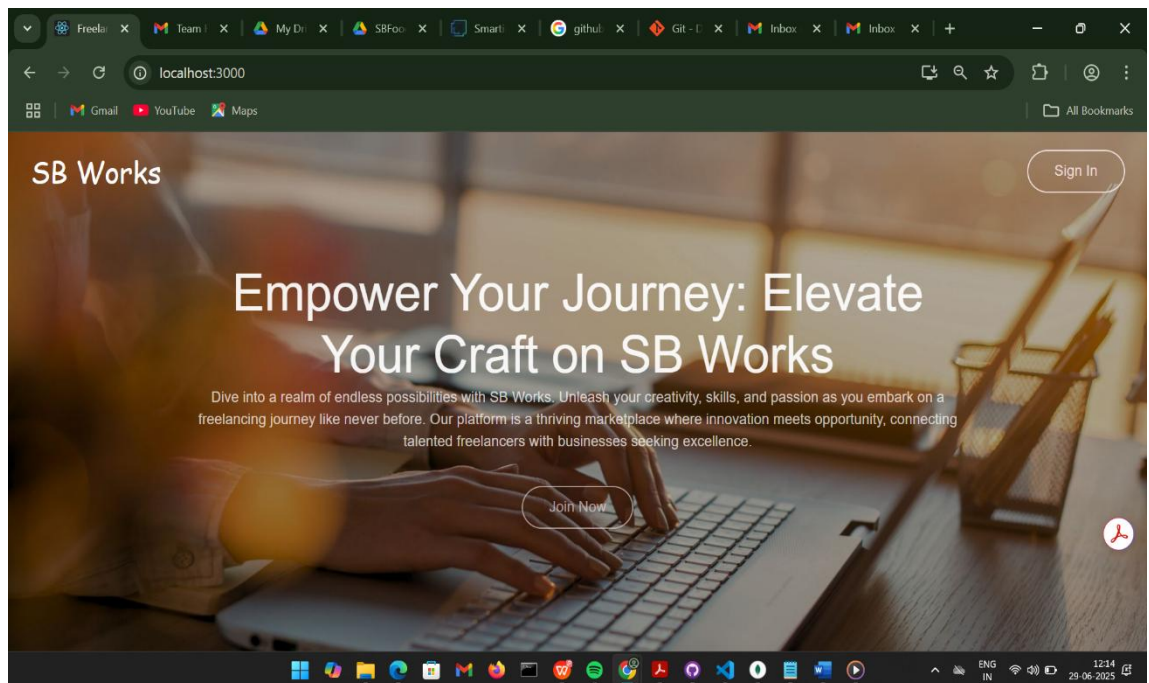 Freelar
Team
My Dri
SBFoo
Smarti
github
Git - D
Inbox
Inbox
localhost:3000
Gmail
YouTube
Maps
All Bookmarks
SB Works
Sign In
Empower Your Journey: Elevate
Your Craft on SB Works
Dive into a realm of endless possibilities with SB Works. Unleash your creativity, skills, and passion as you embark on a
freelancing journey like never before. Our platform is a thriving marketplace where innovation meets opportunity, connecting
talented freelancers with businesses seeking excellence.
Join Now
ENG
IN
12:14
29-06-2025